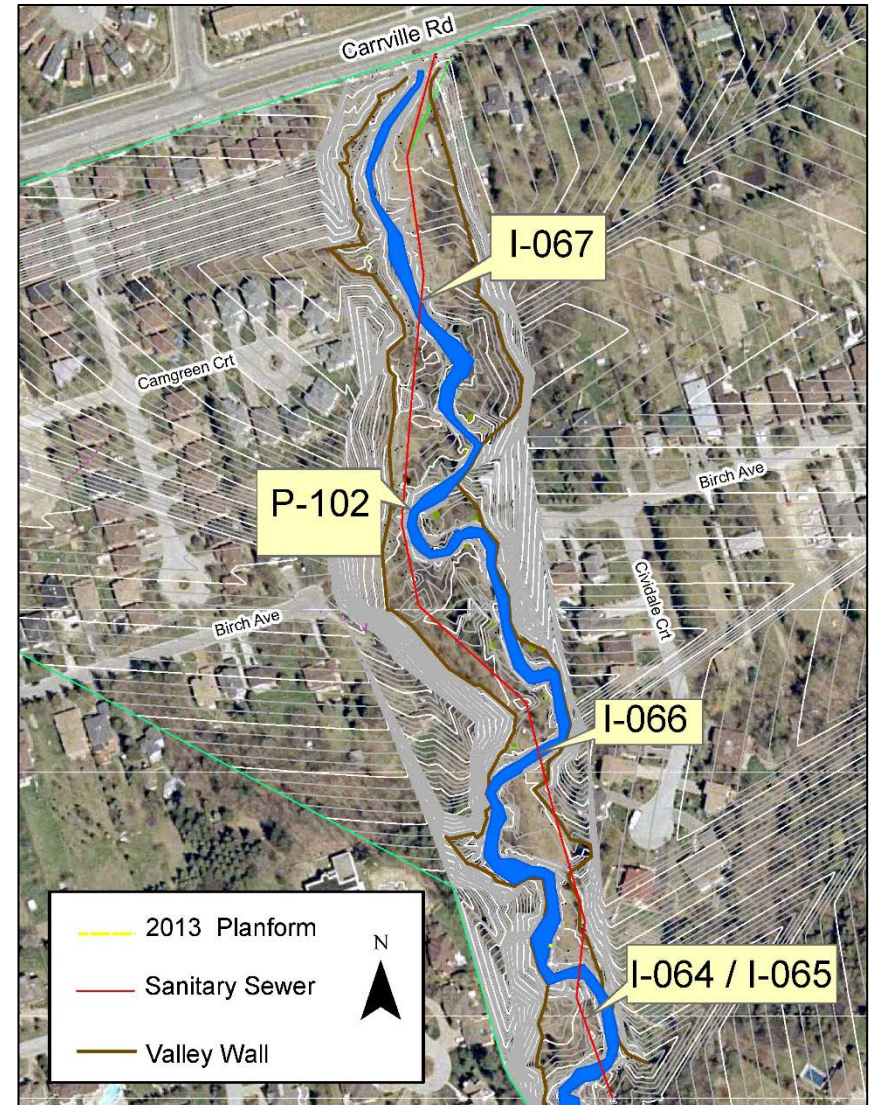 Carrville Rd
I-067
Camgreen Crt
Birch Ave
P-102
Cividale Crt
Birch Ave
I-066
I-064 / I-065
2013 Planform
N
Sanitary Sewer
Valley Wall